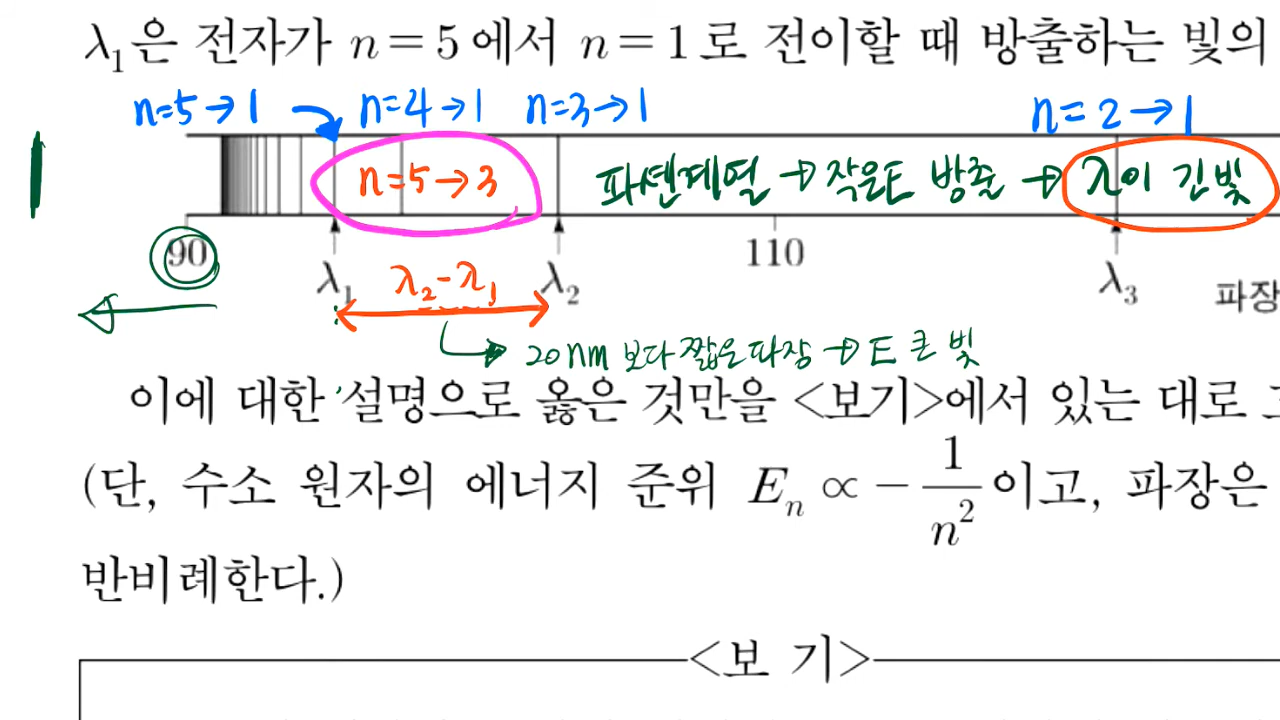 λ₁은 전자가 n=5에서 n=1로 전이할 때 방출하는 빛의
n=5→1 n=4→1 n=3→1 n=2→1
n=5→3 파셴계열 → 작은E 방출 → λ이 긴 빛
90 110
λ₁ λ₂-λ₁ λ₂ λ₃ 파장
20nm 보다 짧은 파장 → E 큰 빛
이에 대한 설명으로 옳은 것만을 <보기>에서 있는 대로
(단, 수소 원자의 에너지 준위 Eₙ ∝ -1/n² 이고, 파장은
반비례한다.)
<보 기>